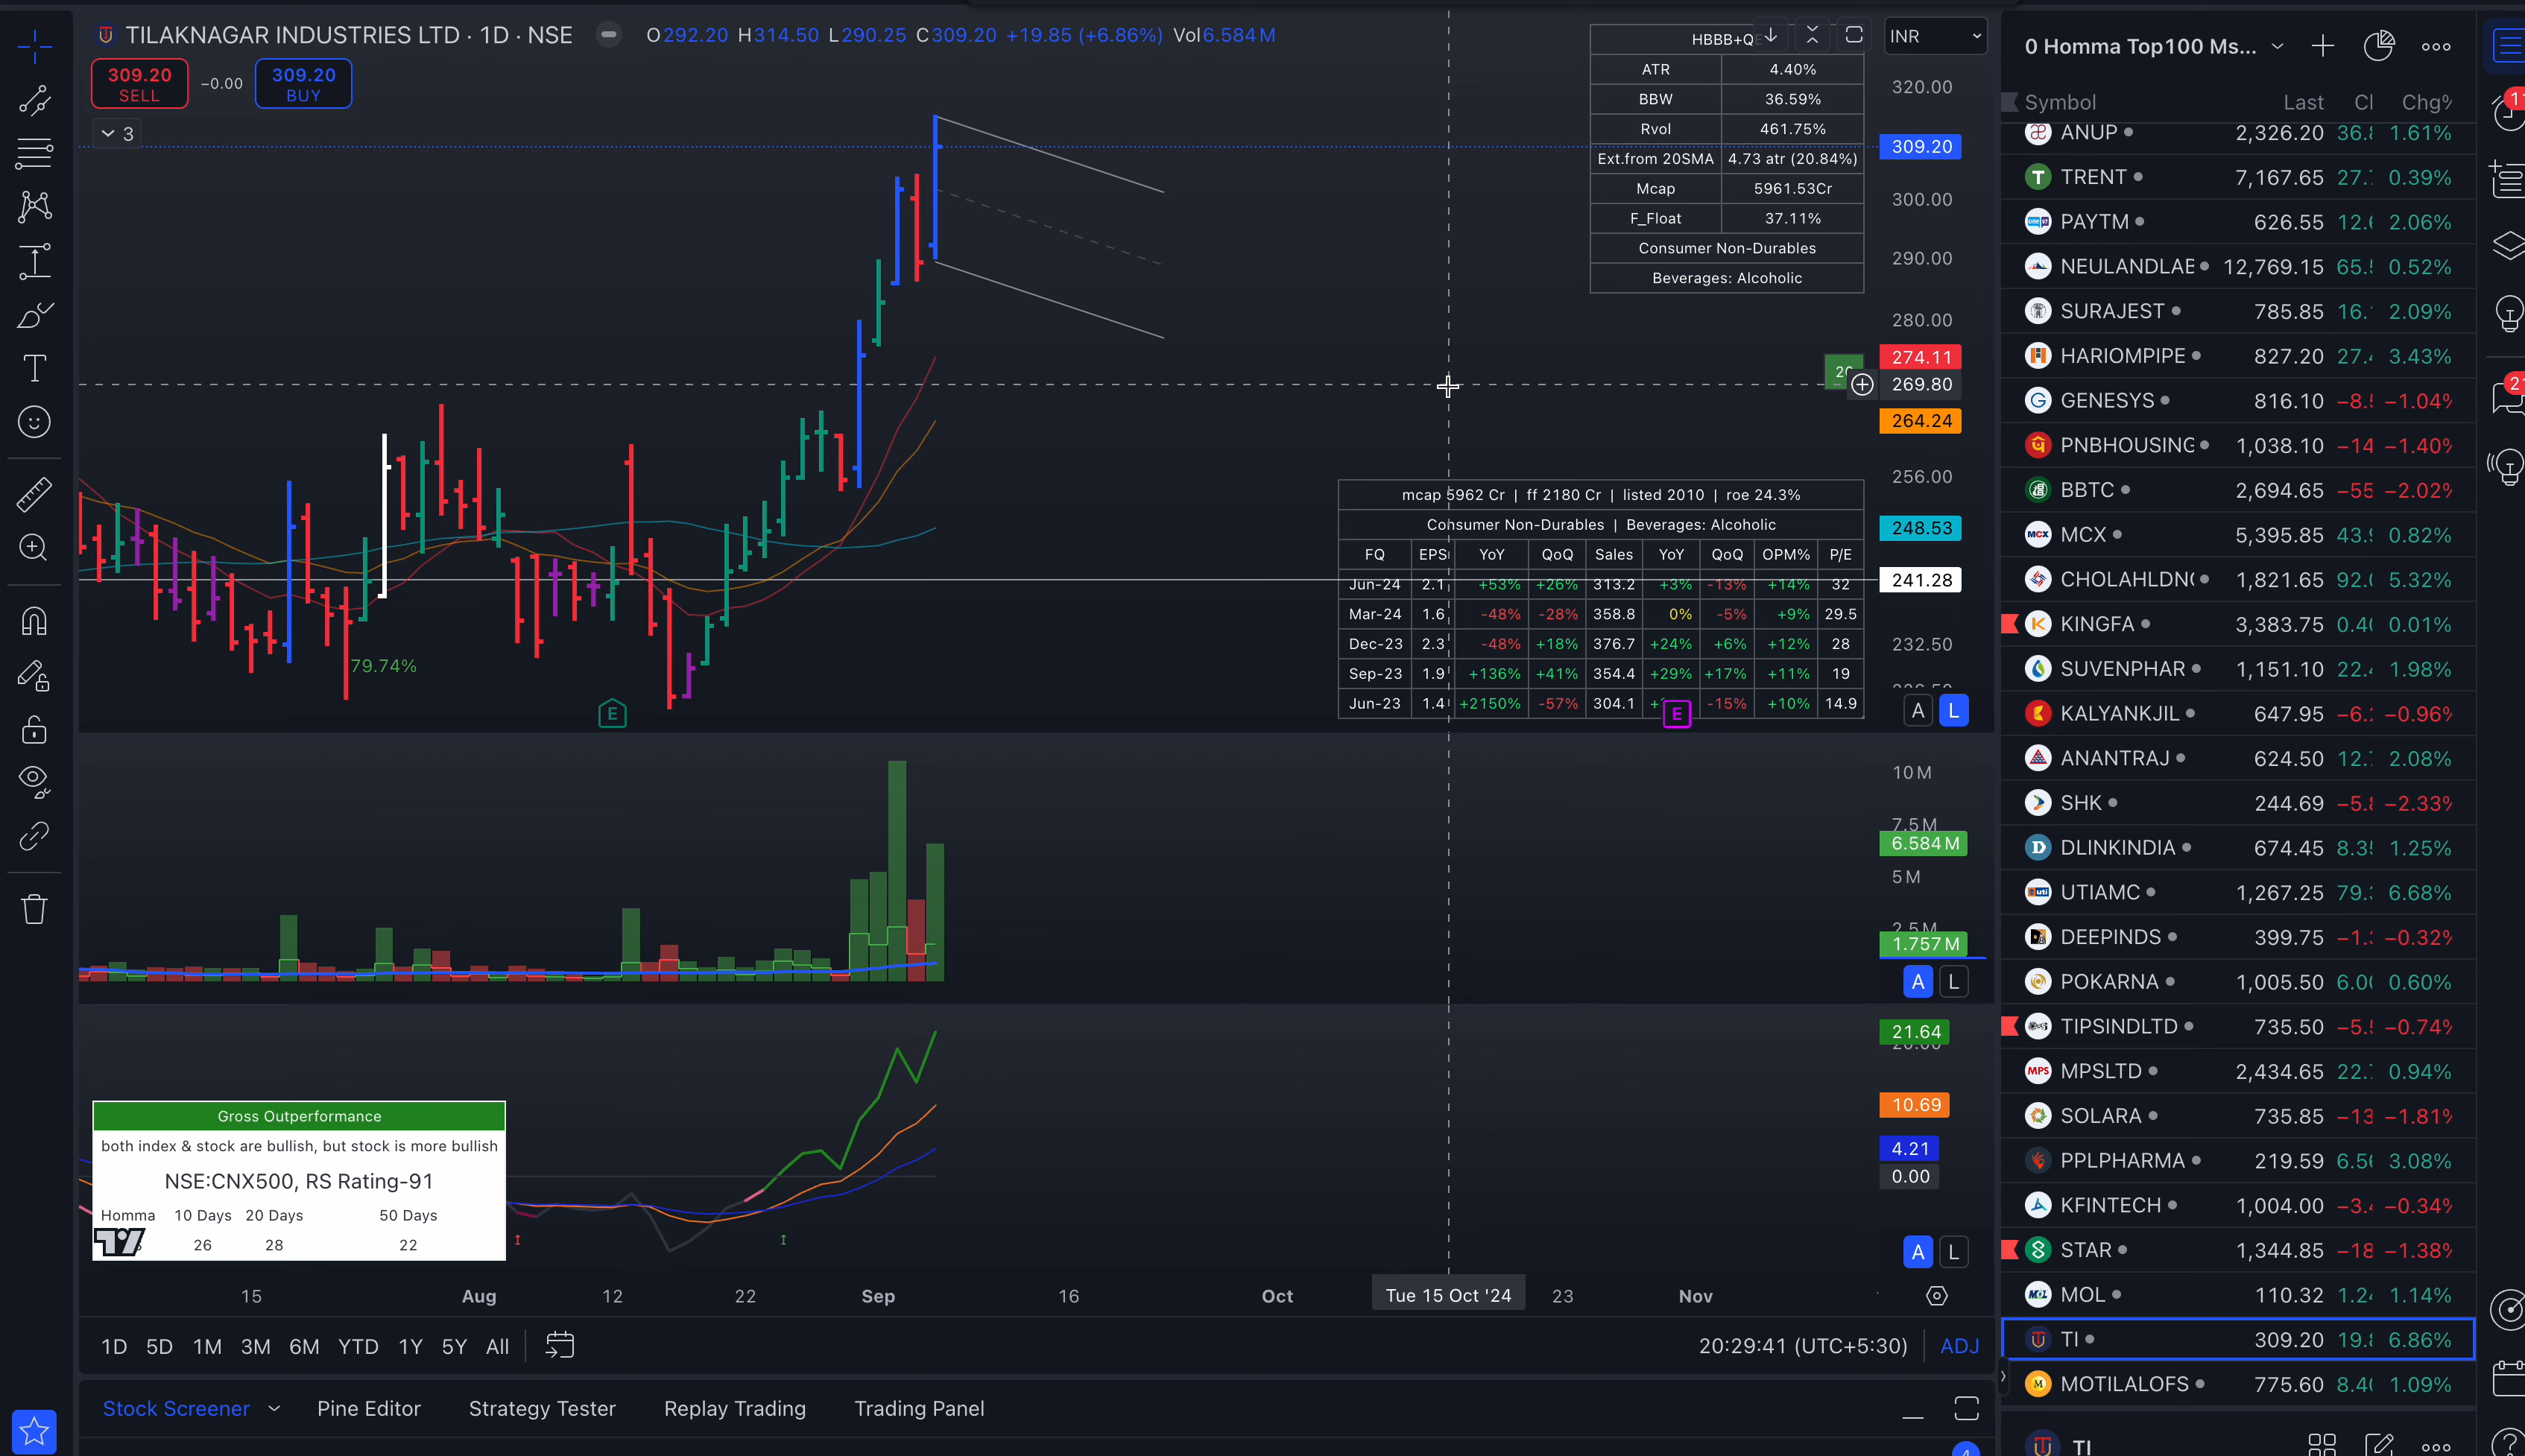 TILAKNAGAR INDUSTRIES LTD · 1D · NSE O292.20 H314.50 L290.25 C309.20 +19.85 (+6.86%) Vol6.584M
309.20 SELL
−0.00
309.20 BUY
3
HBBB+Q
ATR 4.40%
BBW 36.59%
Rvol 461.75%
Ext.from 20SMA 4.73 atr (20.84%)
Mcap 5961.53Cr
F_Float 37.11%
Consumer Non-Durables
Beverages: Alcoholic
INR
320.00
309.20
300.00
290.00
280.00
274.11
269.80
264.24
256.00
248.53
241.28
232.50
A L
79.74%
E
mcap 5962 Cr | ff 2180 Cr | listed 2010 | roe 24.3%
Consumer Non-Durables | Beverages: Alcoholic
FQ EPS YoY QoQ Sales YoY QoQ OPM% P/E
Jun-24 2.1 +53% +26% 313.2 +3% -13% +14% 32
Mar-24 1.6 -48% -28% 358.8 0% -5% +9% 29.5
Dec-23 2.3 -48% +18% 376.7 +24% +6% +12% 28
Sep-23 1.9 +136% +41% 354.4 +29% +17% +11% 19
Jun-23 1.4 +2150% -57% 304.1 -15% +10% 14.9
E
10M
7.5M
6.584M
5M
2.5M
1.757M
A L
21.64
20.00
10.69
4.21
0.00
A L
Gross Outperformance
both index & stock are bullish, but stock is more bullish
NSE:CNX500, RS Rating-91
Homma 10 Days 20 Days 50 Days
26 28 22
15 Aug 12 22 Sep 16 Oct Tue 15 Oct '24 23 Nov
1D 5D 1M 3M 6M YTD 1Y 5Y All
20:29:41 (UTC+5:30) ADJ
Stock Screener Pine Editor Strategy Tester Replay Trading Trading Panel
0 Homma Top100 Ms...
Symbol Last Chg%
ANUP 2,326.20 1.61%
TRENT 7,167.65 0.39%
PAYTM 626.55 2.06%
NEULANDLAB 12,769.15 0.52%
SURAJEST 785.85 2.09%
HARIOMPIPE 827.20 3.43%
GENESYS 816.10 −1.04%
PNBHOUSING 1,038.10 −14 −1.40%
BBTC 2,694.65 −55 −2.02%
MCX 5,395.85 0.82%
CHOLAHLDN 1,821.65 5.32%
KINGFA 3,383.75 0.01%
SUVENPHAR 1,151.10 1.98%
KALYANKJIL 647.95 −0.96%
ANANTRAJ 624.50 2.08%
SHK 244.69 −2.33%
DLINKINDIA 674.45 1.25%
UTIAMC 1,267.25 6.68%
DEEPINDS 399.75 −0.32%
POKARNA 1,005.50 0.60%
TIPSINDLTD 735.50 −0.74%
MPSLTD 2,434.65 0.94%
SOLARA 735.85 −13 −1.81%
PPLPHARMA 219.59 3.08%
KFINTECH 1,004.00 −0.34%
STAR 1,344.85 −18 −1.38%
MOL 110.32 1.14%
TI 309.20 6.86%
MOTILALOFS 775.60 1.09%
TI